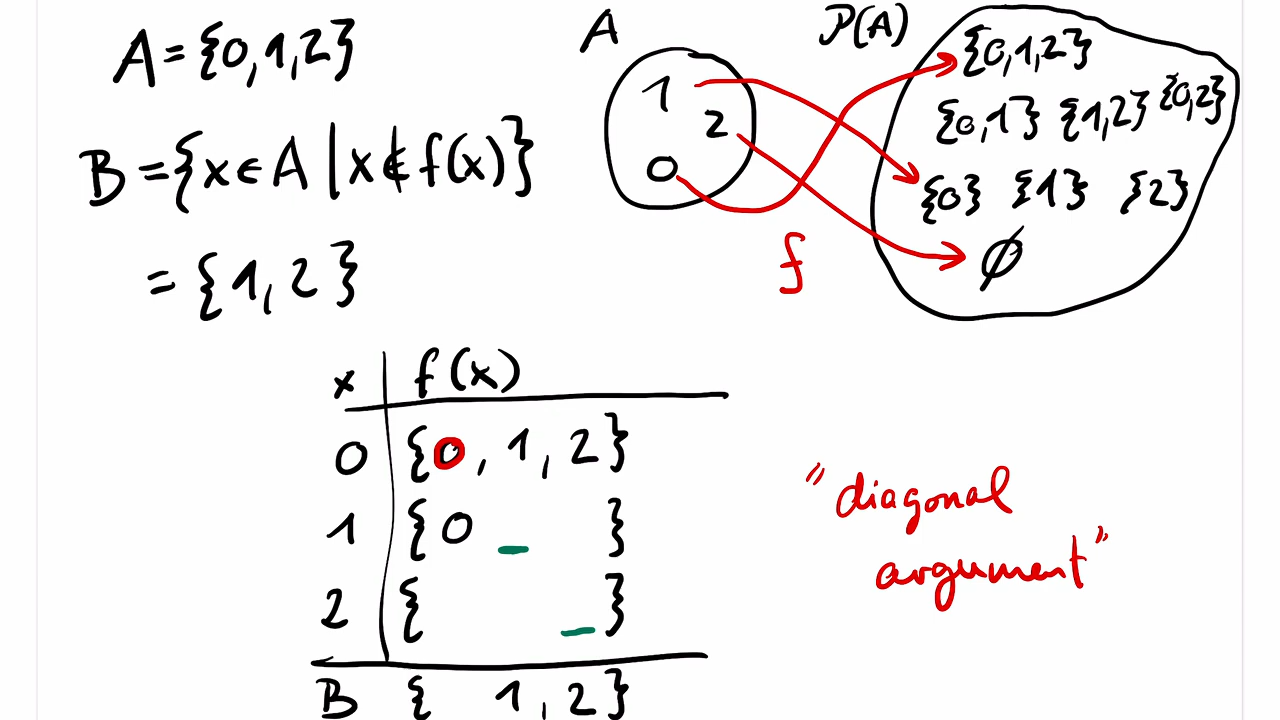 A = {0,1,2}
B = {x ∈ A | x ∉ f(x)}
= {1,2}
A
1
2
0
f
P(A)
{0,1,2}
{0,1} {1,2} {0,2}
{0} {1} {2}
∅
x | f(x)
0 | {0, 1, 2}
1 | {0 _ }
2 | { _ }
B { 1, 2}
"diagonal
argument"